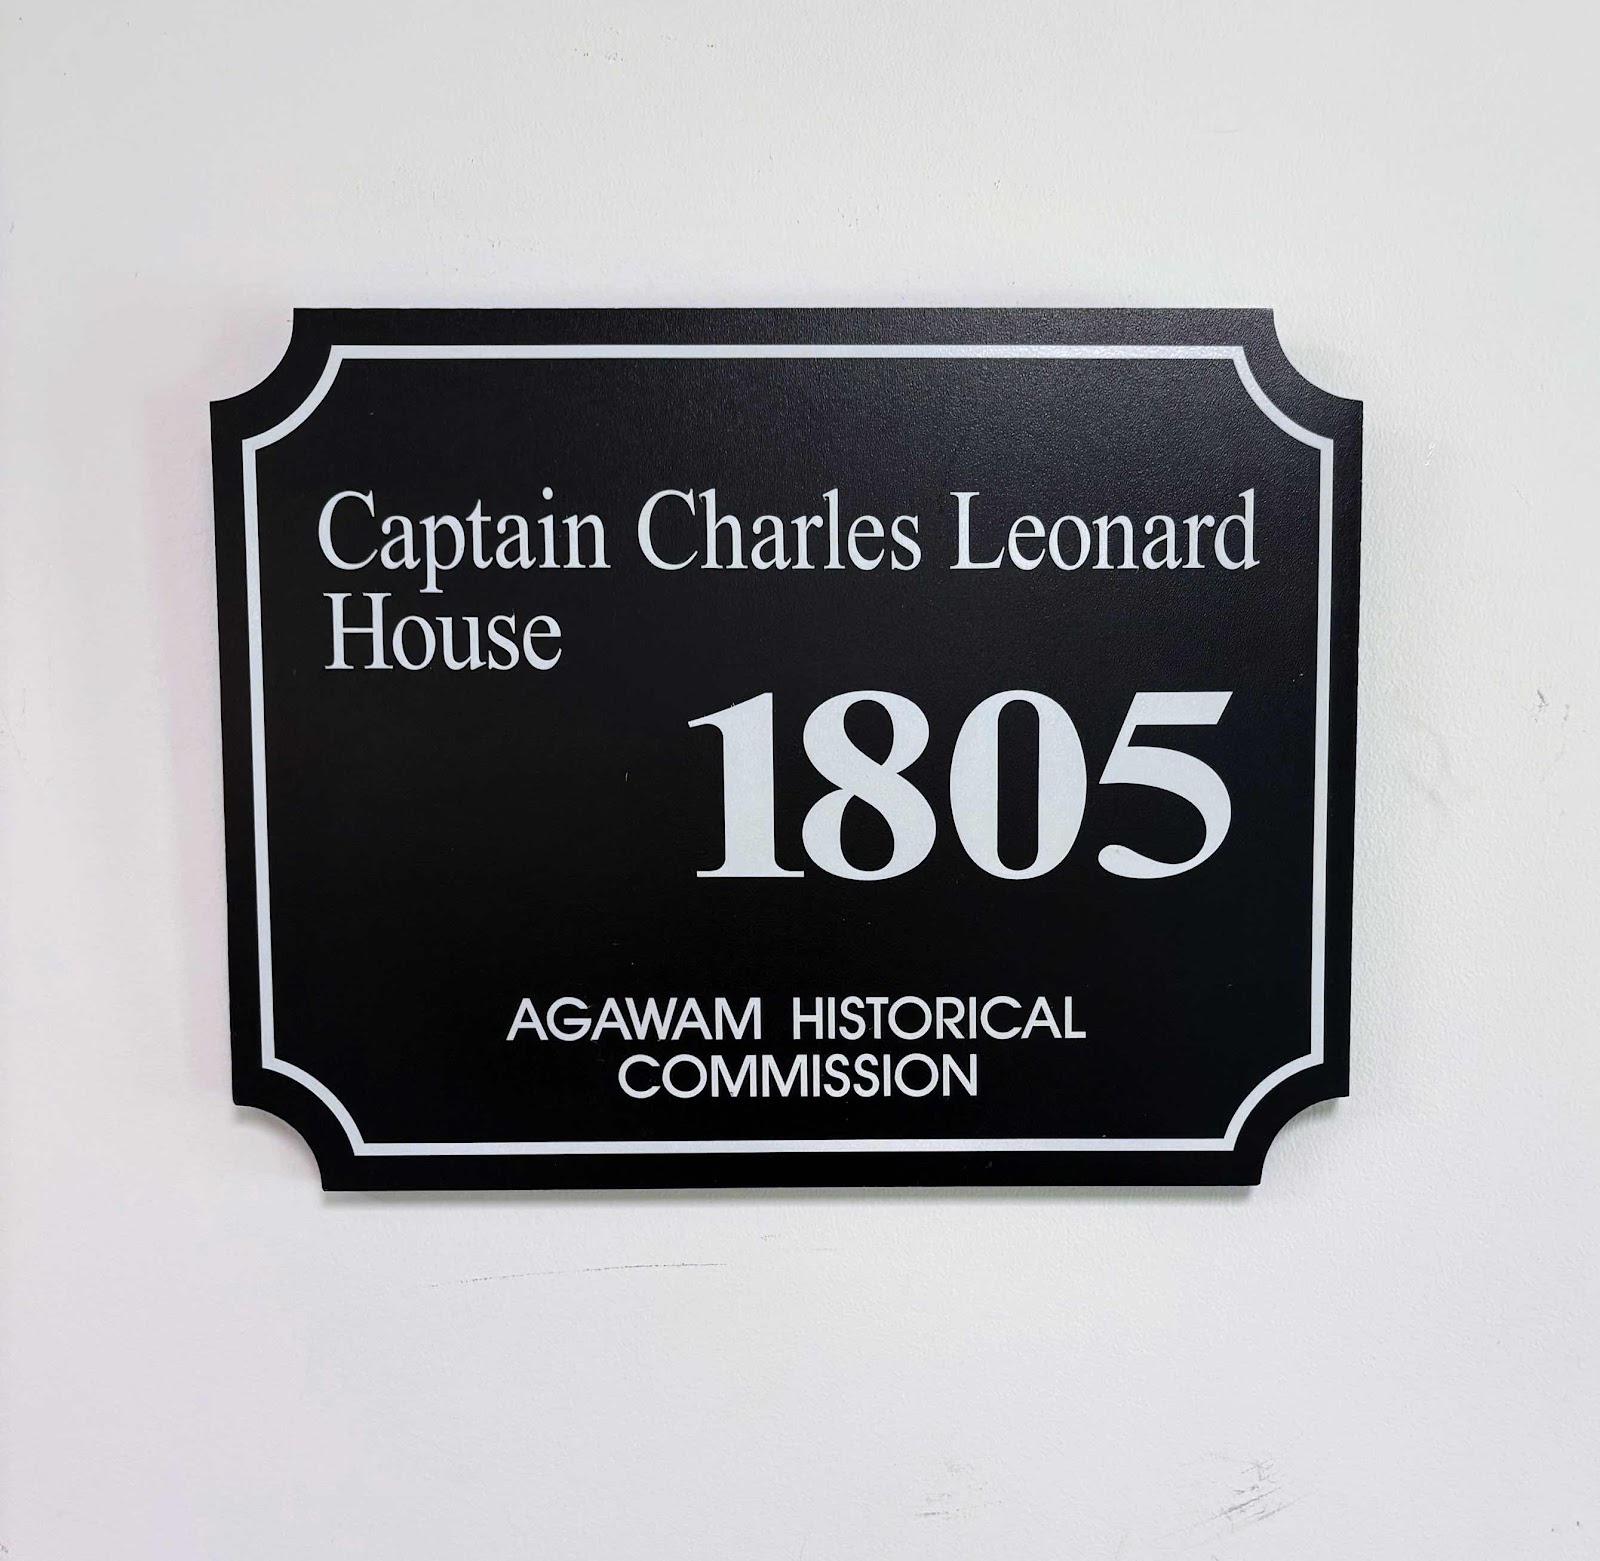 Captain Charles Leonard
House
1805
AGAWAM HISTORICAL
COMMISSION